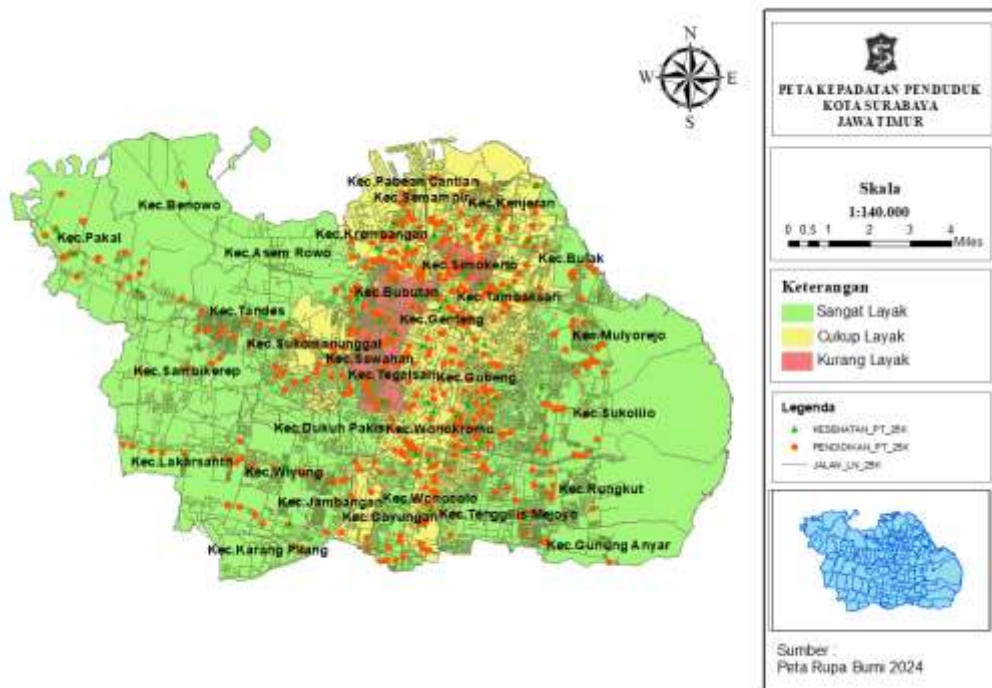 N
W E
S
Kec.Pabean Cantian
Kec.Semampir
Kec.Kenjeran
Kec.Benowo
Kec.Krembangan
Kec.Pakal
Kec.Asem Rowo
Kec.Simokerto
Kec.Bulak
Kec.Bubutan
Kec.Tambaksari
Kec.Tandes
Kec.Genteng
Kec.Mulyorejo
Kec.Sukomanunggal
Kec.Sawahan
Kec.Sambikerep
Kec.Tegalsari
Kec.Gubeng
Kec.Sukolilo
Kec.Dukuh Pakis
Kec.Wonokromo
Kec.Lakarsantri
Kec.Wiyung
Kec.Rungkut
Kec.Jambangan
Kec.Wonocolo
Kec.Gayungan
Kec.Tenggilis Mejoyo
Kec.Karang Pilang
Kec.Gunung Anyar
PETA KEPADATAN PENDUDUK
KOTA SURABAYA
JAWA TIMUR
Skala
1:140.000
0 0,5 1 2 3 4
Miles
Keterangan
Sangat Layak
Cukup Layak
Kurang Layak
Legenda
KESEHATAN_PT_25K
PENDIDIKAN_PT_25K
JALAN_LN_25K
Sumber :
Peta Rupa Bumi 2024